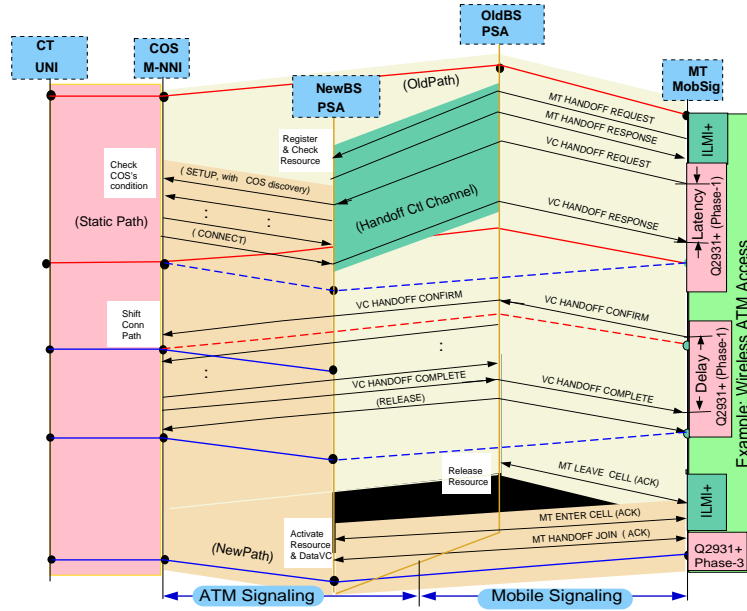 OldBS
PSA
CT
UNI
COS
M-NNI
NewBS
PSA
MT
MobSig
(OldPath)
MT HANDOFF REQUEST
MT HANDOFF RESPONSE
VC HANDOFF REQUEST
Register
& Check
Resource
ILMI+
Check
COS's
condition
( SETUP, with COS discovery)
(Static Path)
:
:
(Handoff Ctl Channel)
( CONNECT)
VC HANDOFF RESPONSE
Latency
Q2931+ (Phase-1)
Example: Wireless ATM Access
Shift
Conn
Path
VC HANDOFF CONFIRM
VC HANDOFF CONFIRM
:
:
Delay
Q2931+ (Phase-1)
VC HANDOFF COMPLETE
(RELEASE)
VC HANDOFF COMPLETE
Release
Resource
MT LEAVE CELL (ACK)
ILMI+
MT ENTER CELL (ACK)
Activate
Resource
& DataVC
MT HANDOFF JOIN ( ACK)
(NewPath)
Q2931+
Phase-3
ATM Signaling
Mobile Signaling